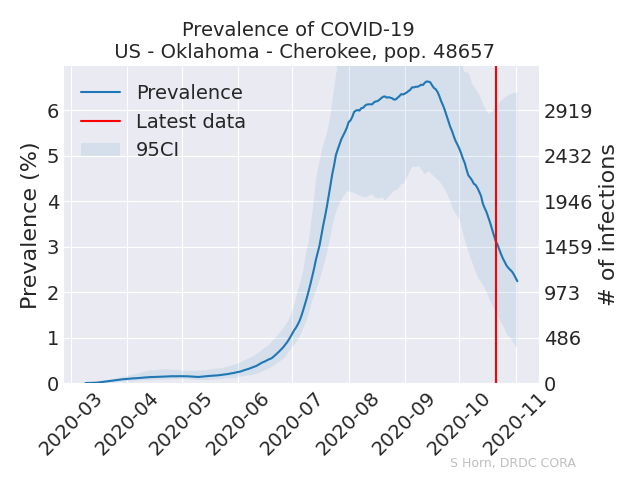 Prevalence of COVID-19
US - Oklahoma - Cherokee, pop. 48657
Prevalence
Latest data
95CI
Prevalence (%)
6
5
4
3
2
1
0
2919
2432
1946
1459
973
486
0
# of infections
2020-03
2020-04
2020-05
2020-06
2020-07
2020-08
2020-09
2020-10
2020-11
S Horn, DRDC CORA